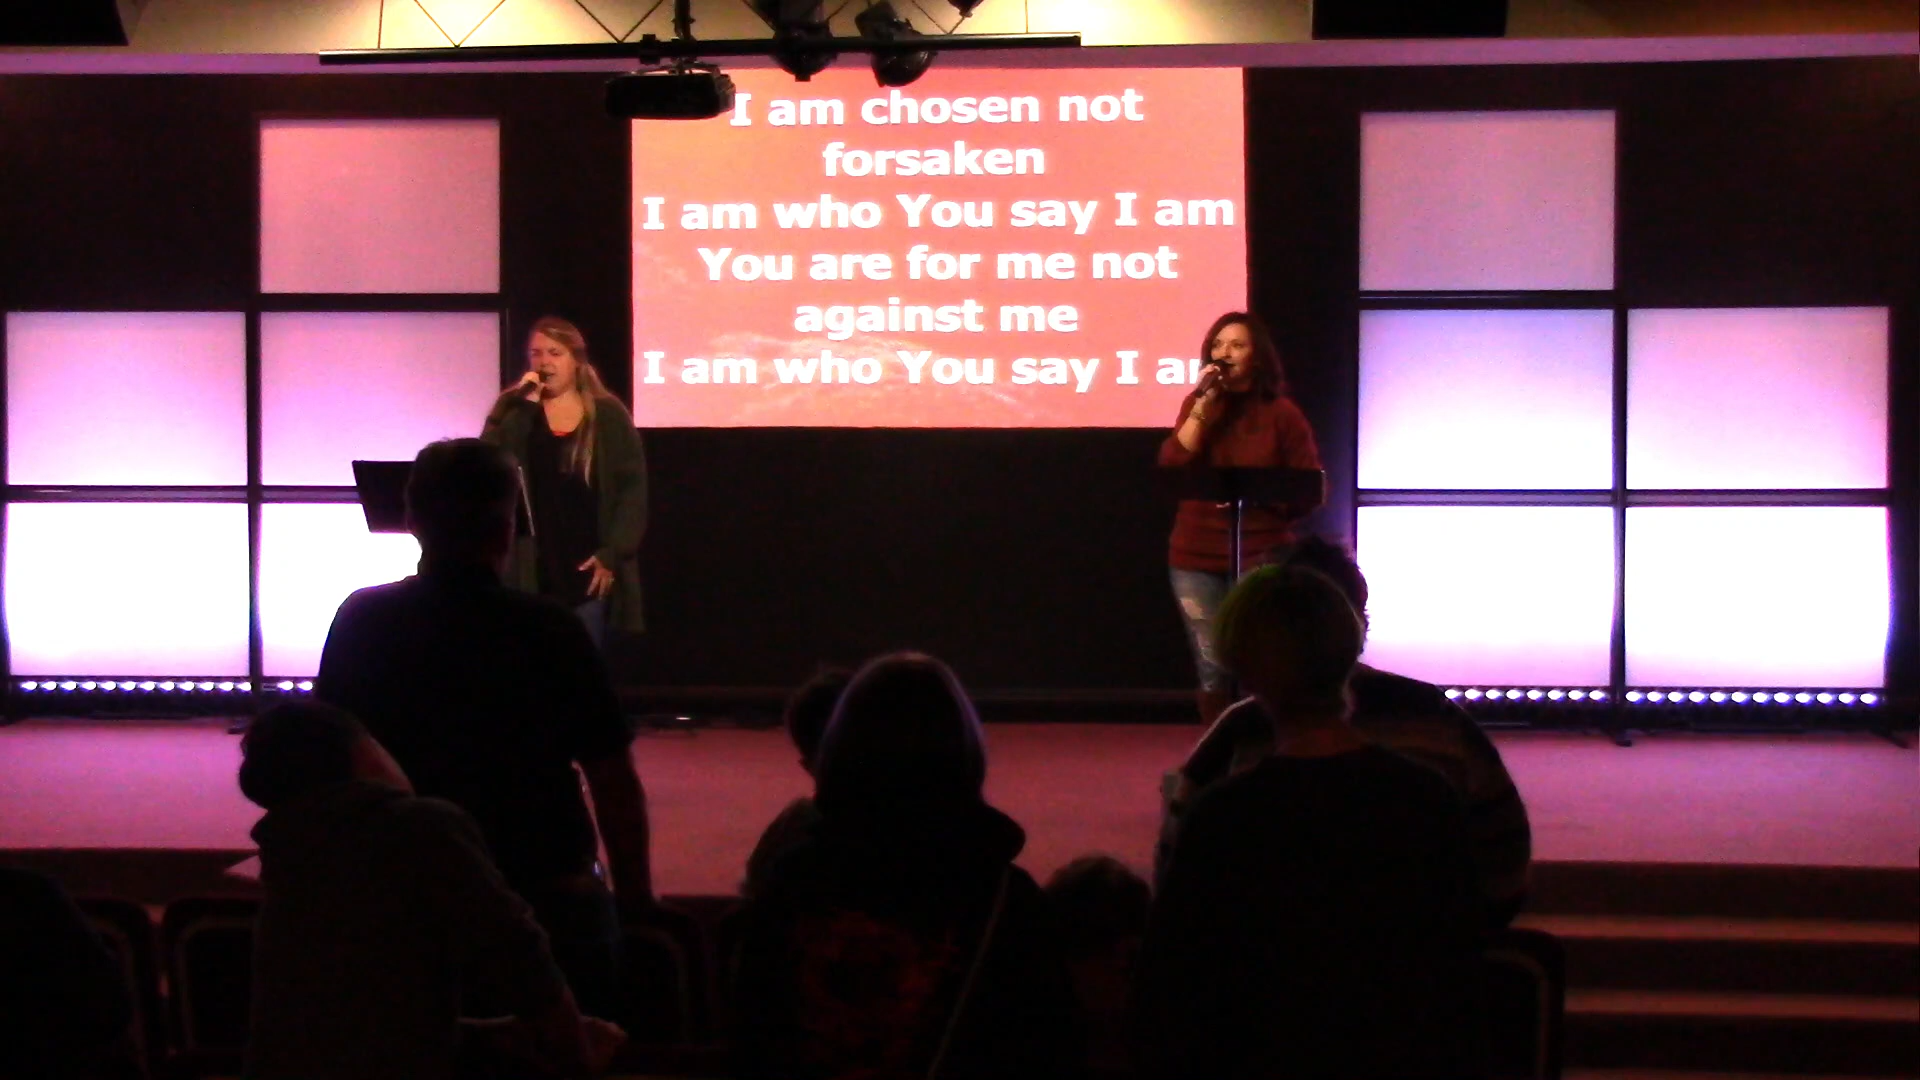 I am chosen not
forsaken
I am who You say I am
You are for me not
against me
I am who You say I